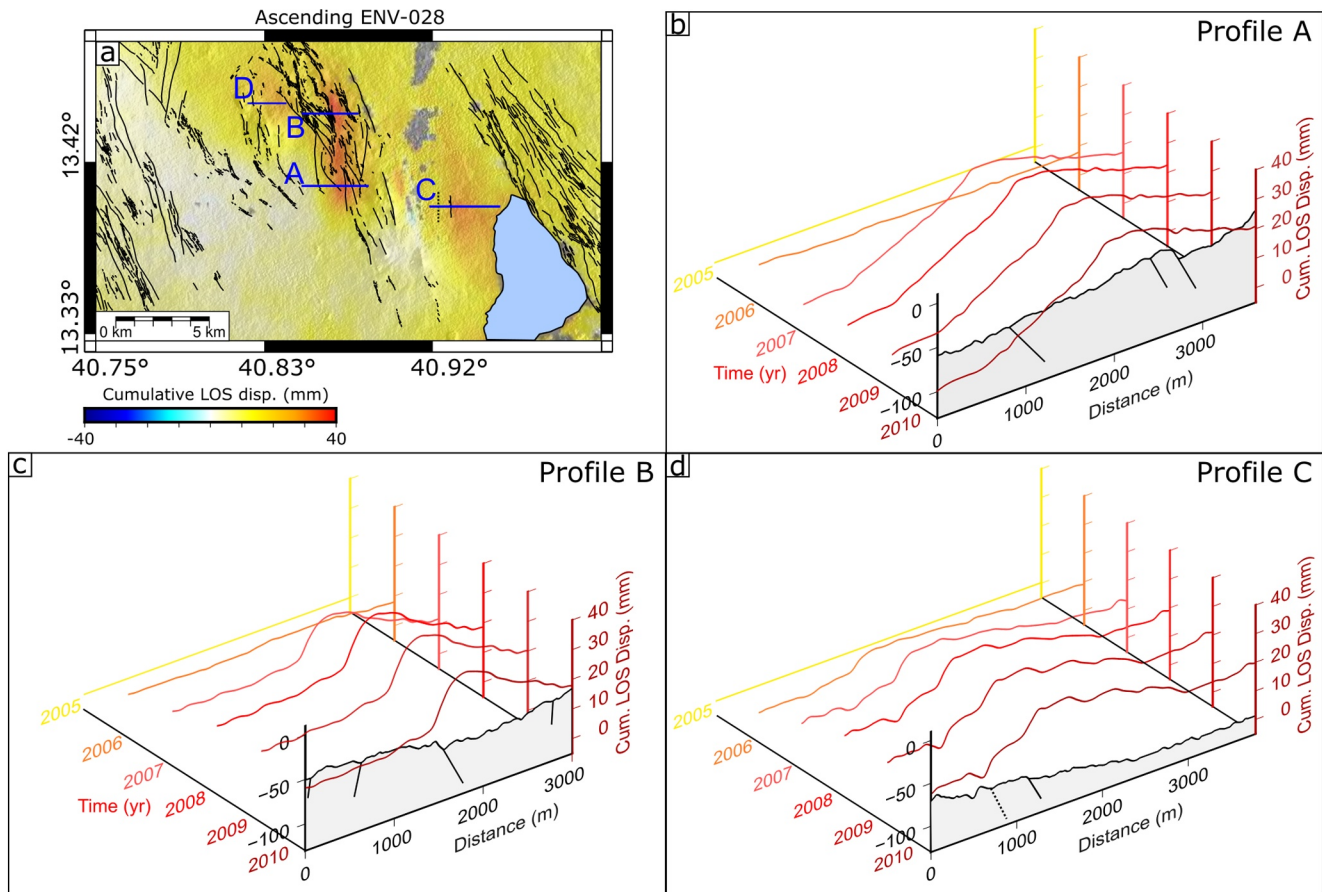 Ascending ENV-028
a
D
B
A
C
13.42°
13.33°
0 km
5 km
40.75°
40.83°
40.92°
Cumulative LOS disp. (mm)
-40
40
b
Profile A
2005
2006
2007
2008
2009
2010
Time (yr)
0
−50
−100
0
1000
2000
3000
Distance (m)
40
30
20
10
0
Cum. LOS Disp. (mm)
c
Profile B
2005
2006
2007
2008
2009
2010
Time (yr)
0
−50
−100
0
1000
2000
3000
Distance (m)
40
30
20
10
0
Cum. LOS Disp. (mm)
d
Profile C
2005
2006
2007
2008
2009
2010
Time (yr)
0
−50
−100
0
1000
2000
3000
Distance (m)
40
30
20
10
0
Cum. LOS Disp. (mm)